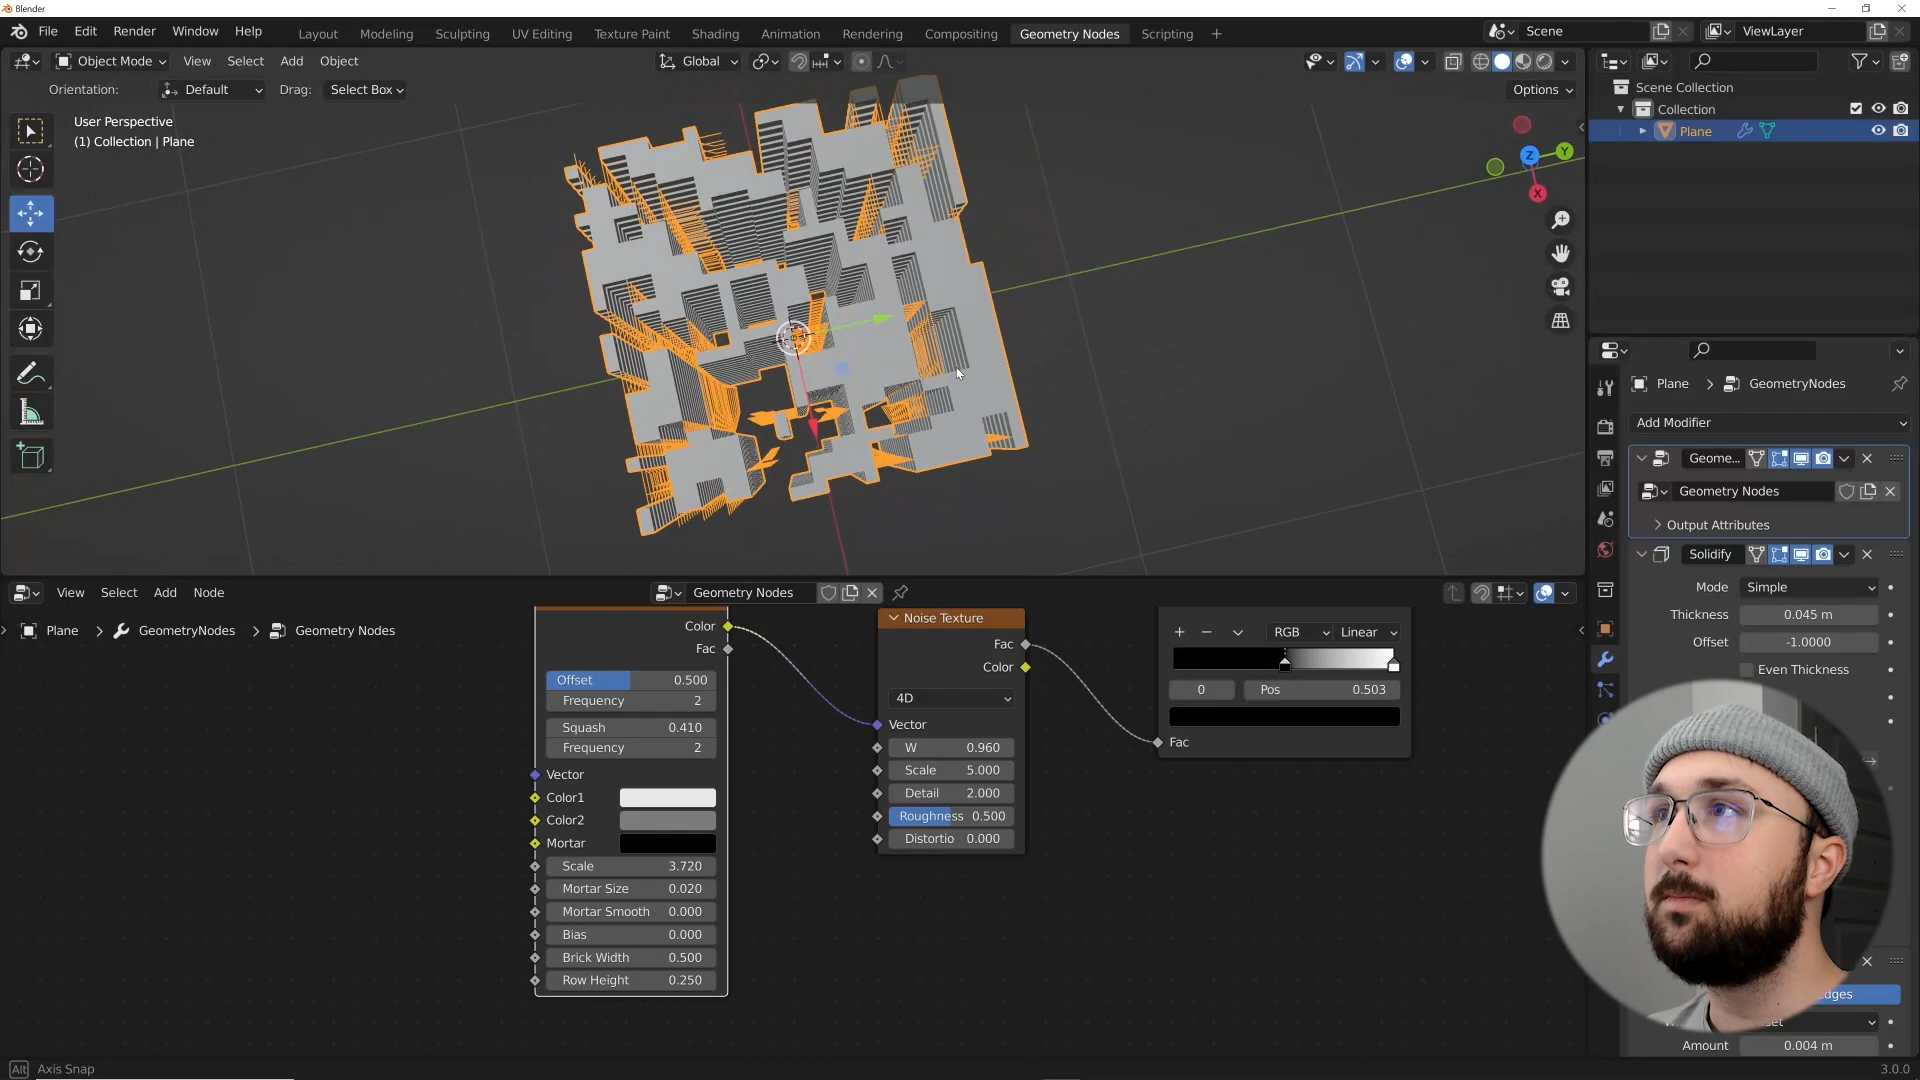 Blender
File Edit Render Window Help
Layout Modeling Sculpting UV Editing Texture Paint Shading Animation Rendering Compositing Geometry Nodes Scripting +
Scene
ViewLayer
Object Mode View Select Add Object
Global
Orientation: Default Drag: Select Box
Options
User Perspective
(1) Collection | Plane
Z
Y
X
Scene Collection
Collection
Plane
Plane > GeometryNodes
Add Modifier
Geome...
Geometry Nodes
Output Attributes
Solidify
Mode Simple
Thickness 0.045 m
Offset -1.0000
Even Thickness
Amount 0.004 m
View Select Add Node
Geometry Nodes
Plane > GeometryNodes > Geometry Nodes
Color
Fac
Offset 0.500
Frequency 2
Squash 0.410
Frequency 2
Vector
Color1
Color2
Mortar
Scale 3.720
Mortar Size 0.020
Mortar Smooth 0.000
Bias 0.000
Brick Width 0.500
Row Height 0.250
Noise Texture
Fac
Color
4D
Vector
W 0.960
Scale 5.000
Detail 2.000
Roughness 0.500
Distortio 0.000
RGB Linear
0 Pos 0.503
Fac
Alt Axis Snap
3.0.0